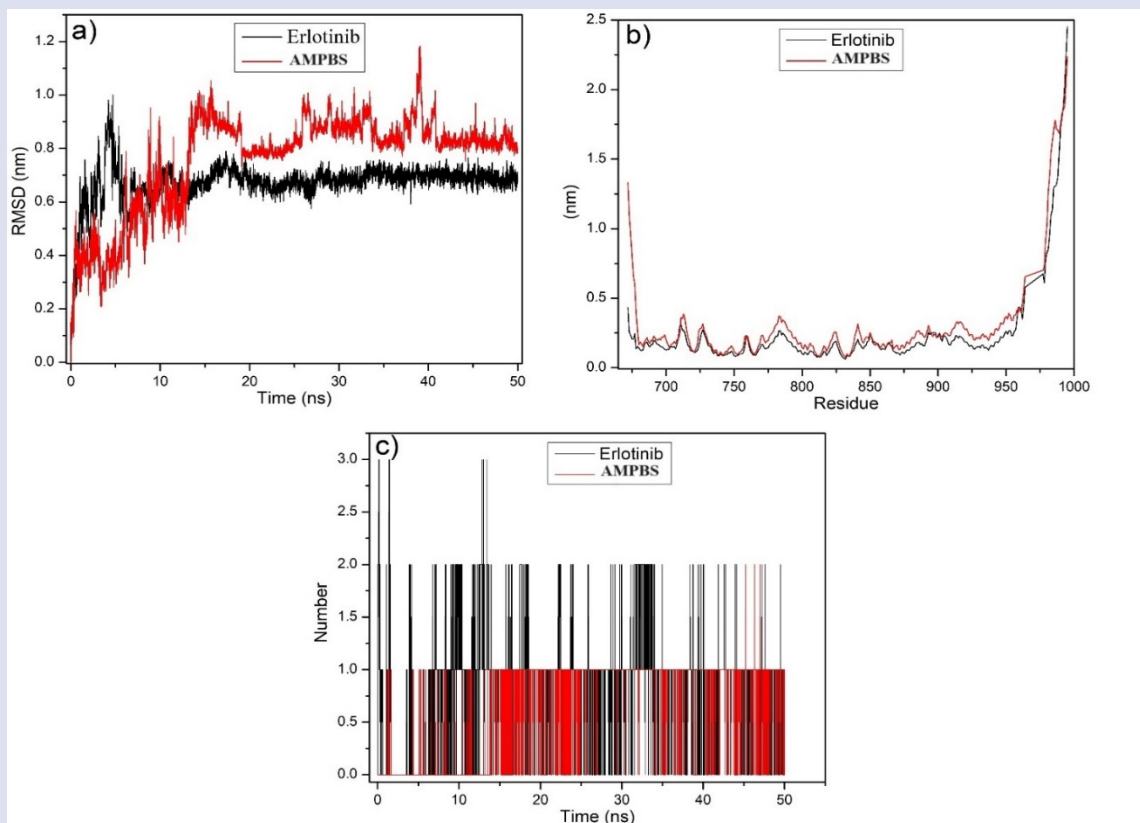 a)
Erlotinib
AMPBS
RMSD (nm)
1.2
1.0
0.8
0.6
0.4
0.2
0.0
0 10 20 30 40 50
Time (ns)
b)
Erlotinib
AMPBS
(nm)
2.5
2.0
1.5
1.0
0.5
0.0
700 750 800 850 900 950 1000
Residue
c)
Erlotinib
AMPBS
Number
3.0
2.5
2.0
1.5
1.0
0.5
0.0
0 10 20 30 40 50
Time (ns)